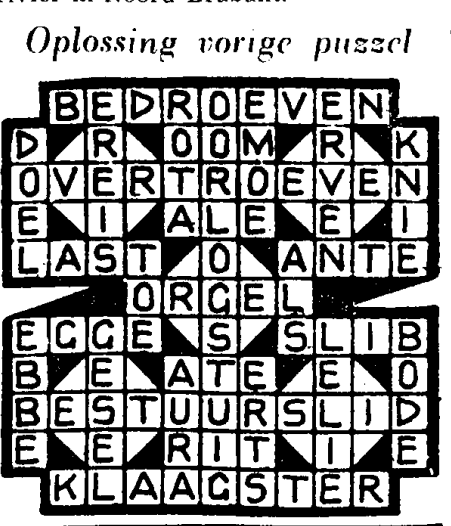 Oplossing vorige puzzel
BEDROEVEN
D R OOM R K
OVERTROEVEN
E I ALE E I
LAST O ANTE
ORGEL
EGGE S SLIB
B E ATE E O
BESTUURSLID
E E RIT I E
KLAAGSTER